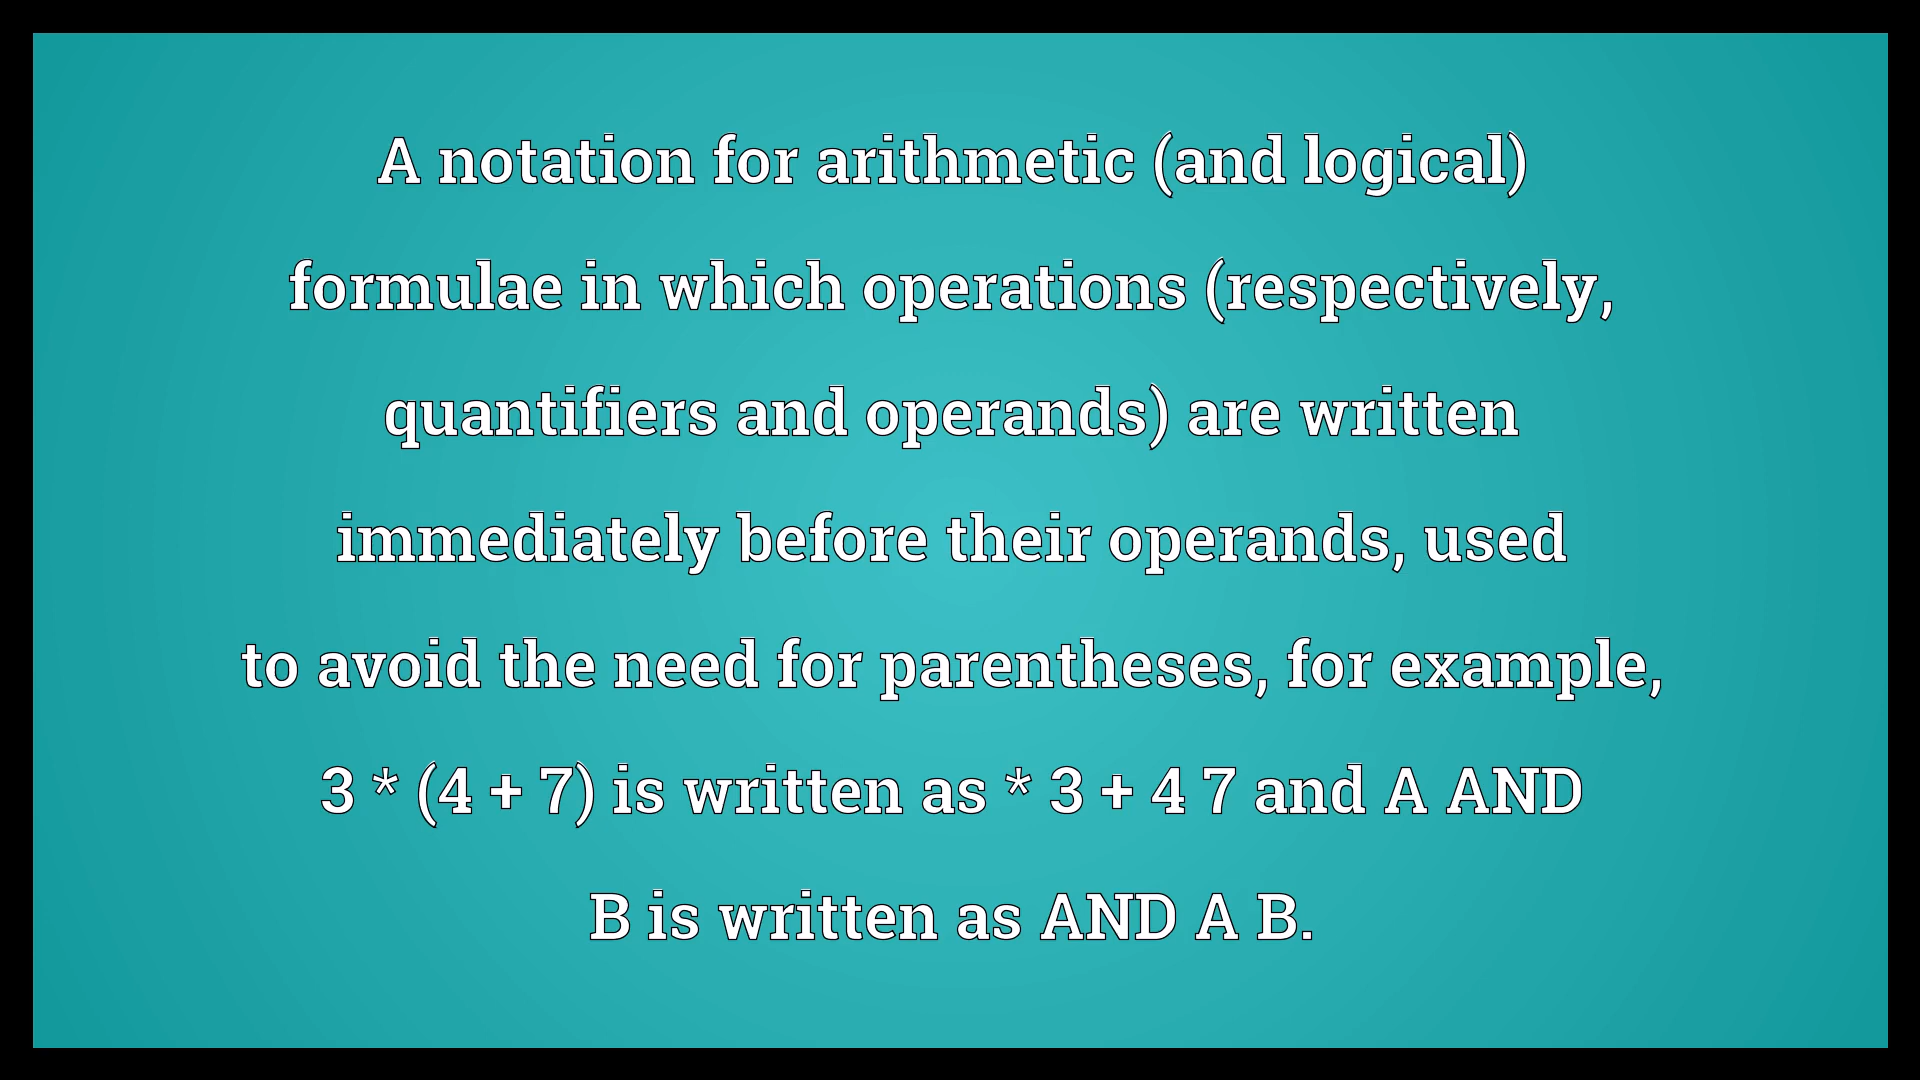 A notation for arithmetic (and logical)
formulae in which operations (respectively,
quantifiers and operands) are written
immediately before their operands, used
to avoid the need for parentheses, for example,
3 * (4 + 7) is written as * 3 + 4 7 and A AND
B is written as AND A B.